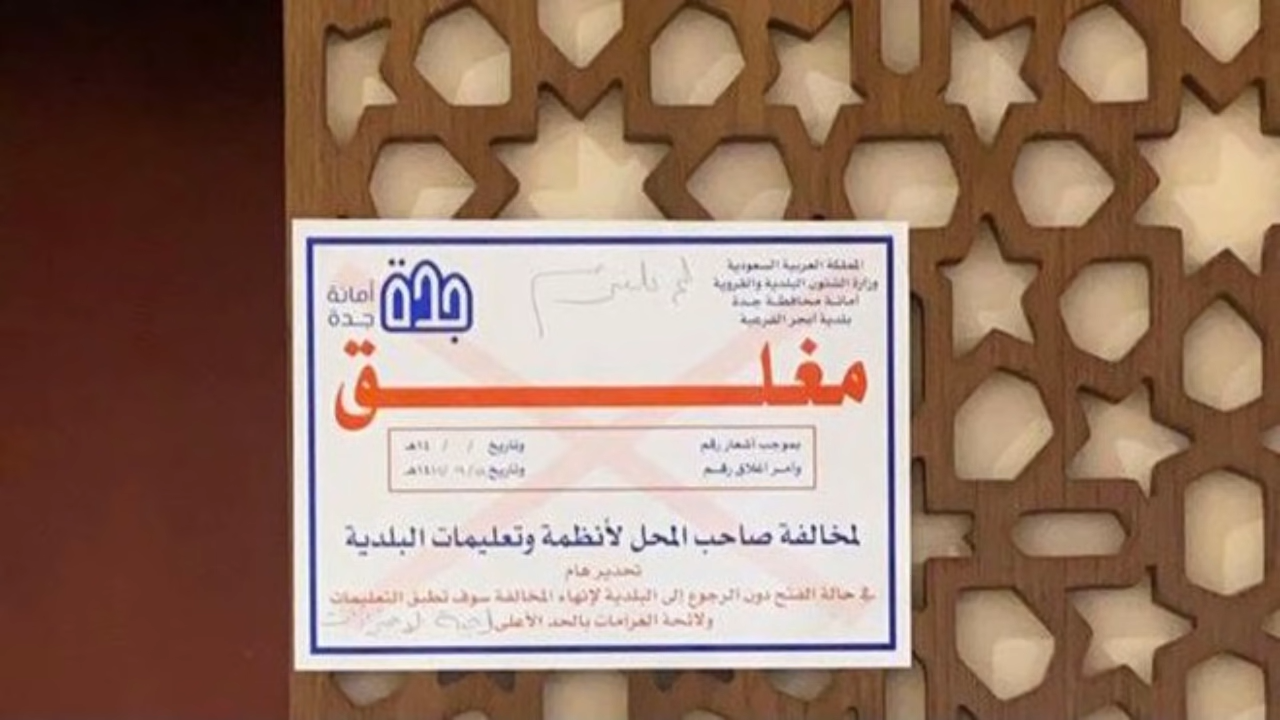 المملكة العربية السعودية
وزارة الشئون البلدية والقروية
أمانة محافظة جدة
بلدية أبحر الفرعية
جدة
أمانة
جدة
مغلق
بموجب أشعار رقم وتاريخ / / ١٤هـ
وأمر اغلاق رقم وتاريخ
لمخالفة صاحب المحل لأنظمة وتعليمات البلدية
تحذير هام
في حالة الفتح دون الرجوع إلى البلدية لإنهاء المخالفة سوف تطبق التعليمات
ولائحة الغرامات بالحد الأعلى